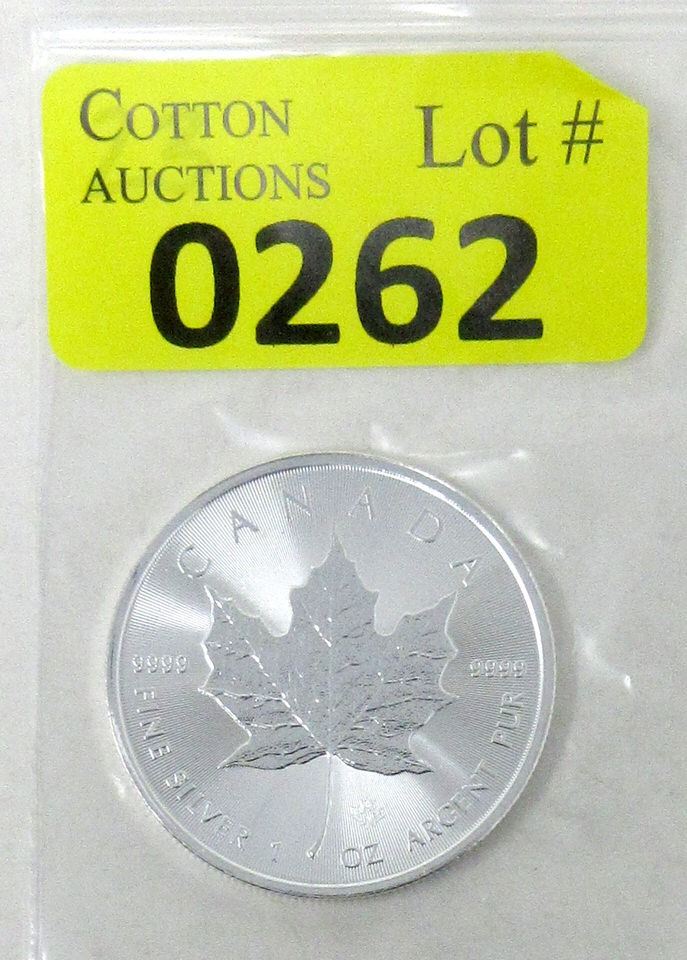 COTTON
AUCTIONS
Lot #
0262
CANADA
9999
9999
FINE SILVER 1 OZ ARGENT PUR